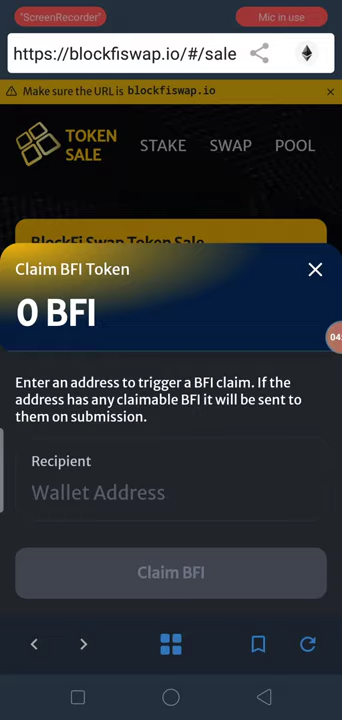 "ScreenRecorder"
Mic in use
https://blockfiswap.io/#/sale
Make sure the URL is blockfiswap.io
TOKEN
SALE
STAKE
SWAP
POOL
BlockFi Swap Token Sale
Claim BFI Token
0 BFI
04:
Enter an address to trigger a BFI claim. If the
address has any claimable BFI it will be sent to
them on submission.
Recipient
Wallet Address
Claim BFI